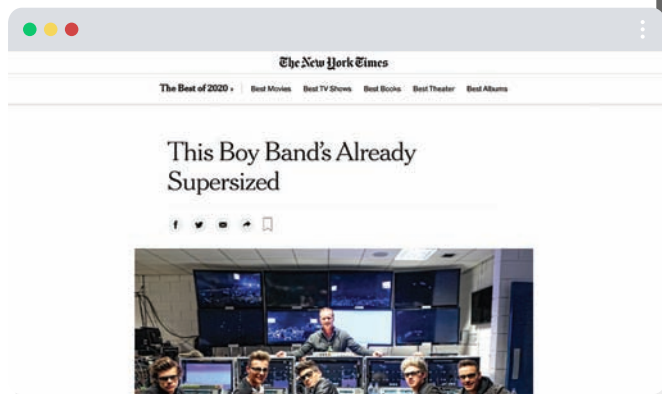 The New York Times
The Best of 2020 Best Movies Best TV Shows Best Books Best Theater Best Albums
This Boy Band's Already
Supersized